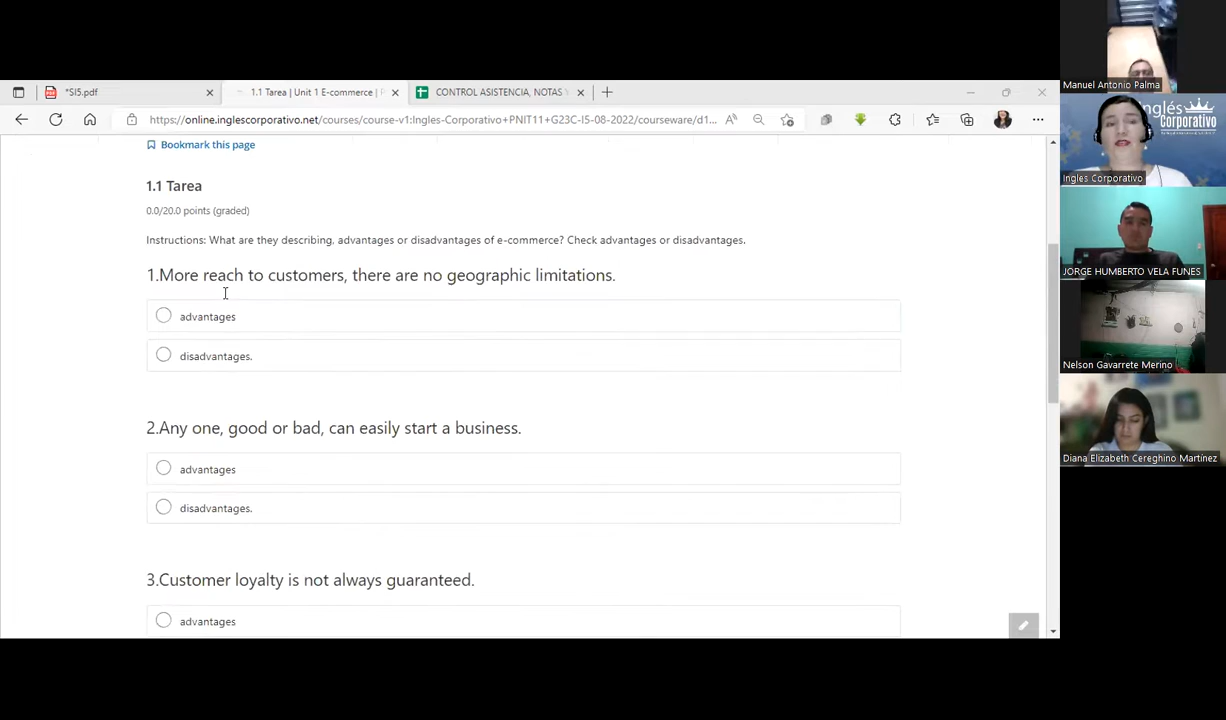 *SI5.pdf
1.1 Tarea | Unit 1 E-commerce |
CONTROL ASISTENCIA, NOTAS
https://online.inglescorporativo.net/courses/course-v1:Ingles-Corporativo+PNIT11+G23C-I5-08-2022/courseware/d1...
Bookmark this page
1.1 Tarea
0.0/20.0 points (graded)
Instructions: What are they describing, advantages or disadvantages of e-commerce? Check advantages or disadvantages.
1.More reach to customers, there are no geographic limitations.
advantages
disadvantages.
2.Any one, good or bad, can easily start a business.
advantages
disadvantages.
3.Customer loyalty is not always guaranteed.
advantages
Manuel Antonio Palma
Inglés
Corporativo
Ingles Corporativo
JORGE HUMBERTO VELA FUNES
Nelson Gavarrete Merino
Diana Elizabeth Cereghino Martínez